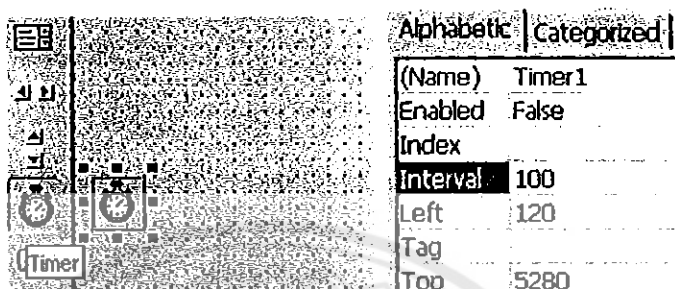 Alphabetic Categorized
(Name) Timer1
Enabled False
Index
Interval 100
Left 120
Tag
Top 5280
Timer